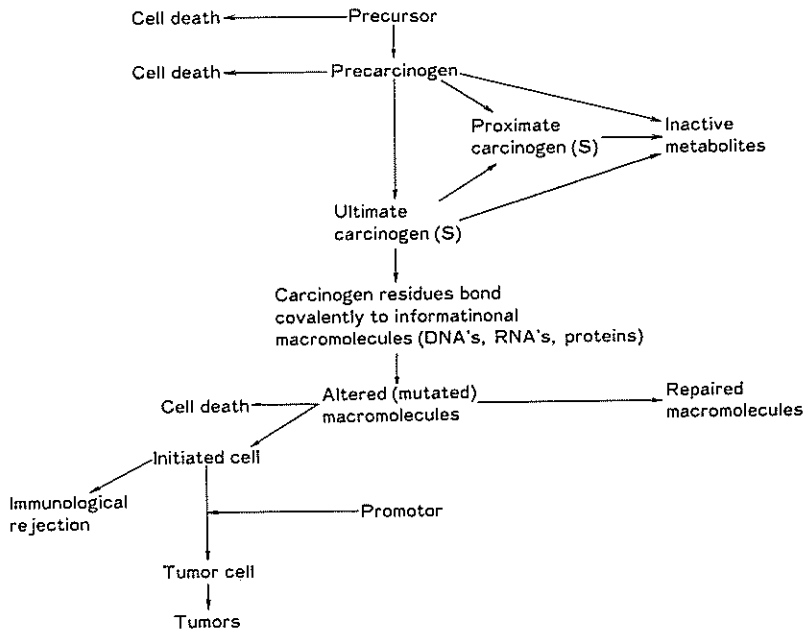 Cell death
Precursor
Cell death
Precarcinogen
Proximate
carcinogen (S)
Inactive
metabolites
Ultimate
carcinogen (S)
Carcinogen residues bond
covalently to informatinonal
macromolecules (DNA's, RNA's, proteins)
Cell death
Altered (mutated)
macromolecules
Repaired
macromolecules
Initiated cell
Immunological
rejection
Promotor
Tumor cell
Tumors